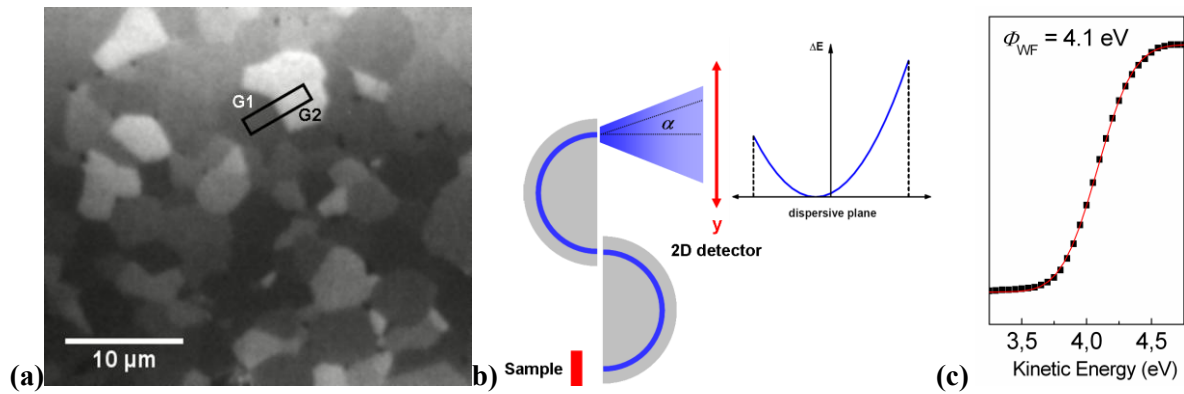 G1
G2
10 µm
(a)
ΔE
α
dispersive plane
y
2D detector
Sample
b)
Φ_WF = 4.1 eV
3,5 4,0 4,5
Kinetic Energy (eV)
(c)